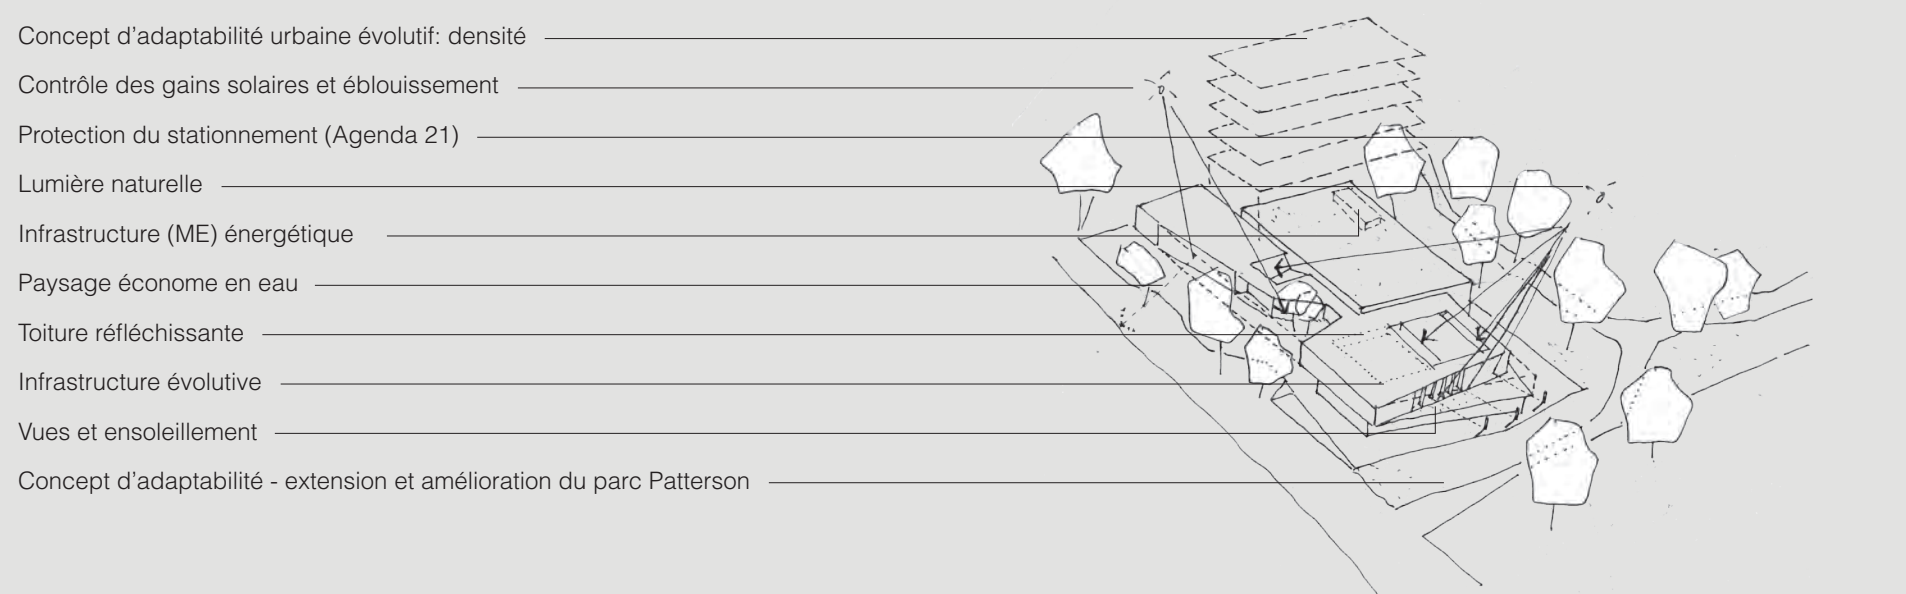 Concept d’adaptabilité urbaine évolutif: densité
Contrôle des gains solaires et éblouissement
Protection du stationnement (Agenda 21)
Lumière naturelle
Infrastructure (ME) énergétique
Paysage économe en eau
Toiture réfléchissante
Infrastructure évolutive
Vues et ensoleillement
Concept d’adaptabilité - extension et amélioration du parc Patterson